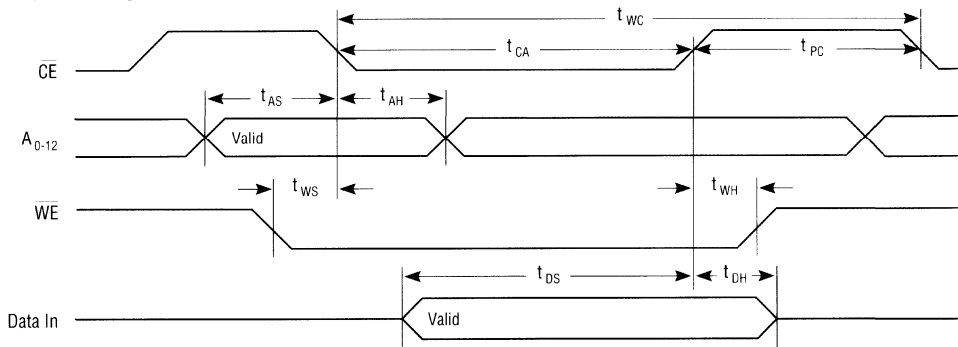 t WC
t CA
t PC
CE
t AS
t AH
A 0-12
Valid
t WS
t WH
WE
t DS
t DH
Data In
Valid